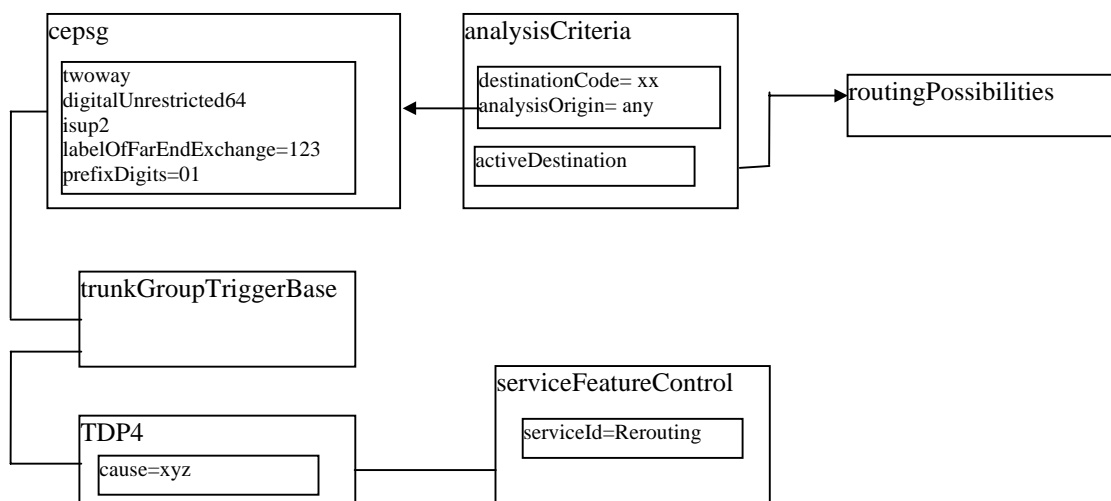 cepsg
twoway
digitalUnrestricted64
isup2
labelOfFarEndExchange=123
prefixDigits=01
analysisCriteria
destinationCode= xx
analysisOrigin= any
activeDestination
routingPossibilities
trunkGroupTriggerBase
TDP4
cause=xyz
serviceFeatureControl
serviceId=Rerouting